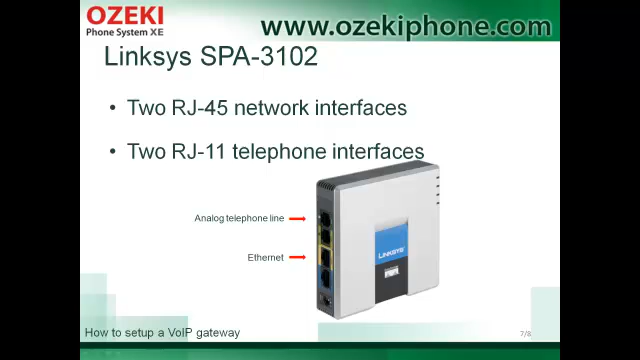 OZEKI
Phone System XE
www.ozekiphone.com
Linksys SPA-3102
• Two RJ-45 network interfaces
• Two RJ-11 telephone interfaces
Analog telephone line
Ethernet
LINKSYS
How to setup a VoIP gateway
7/8